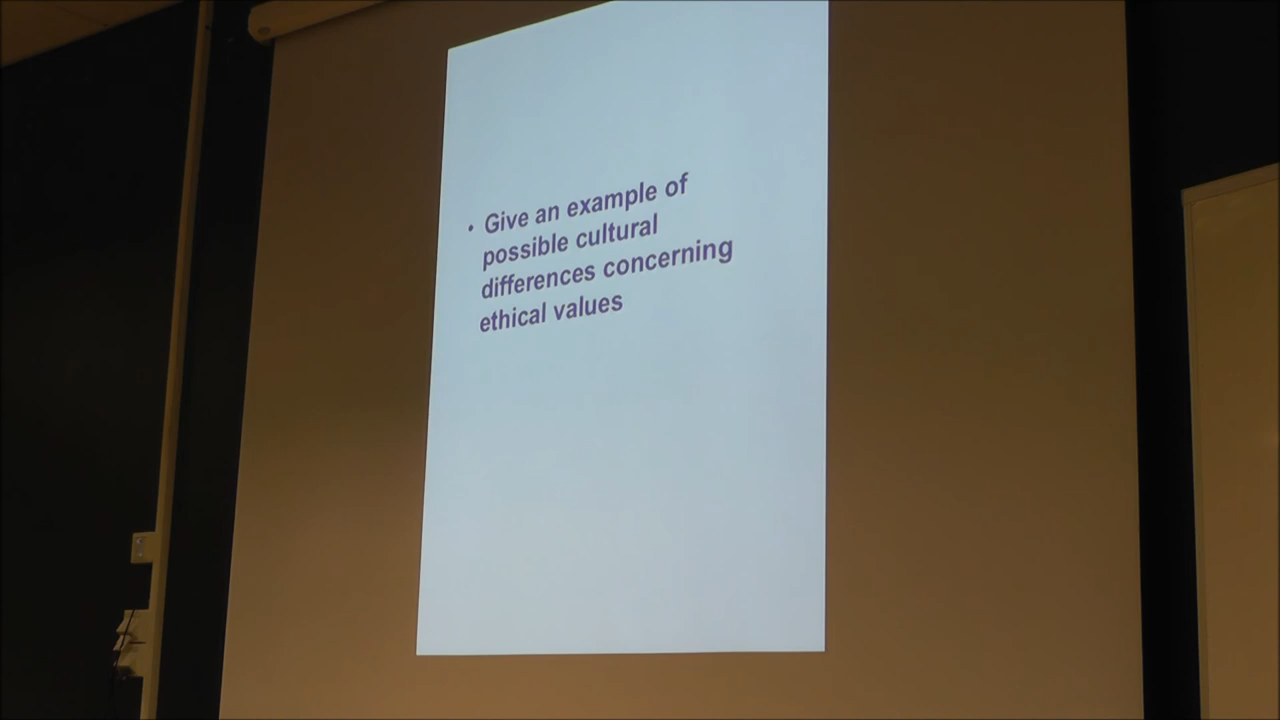 • Give an example of
possible cultural
differences concerning
ethical values